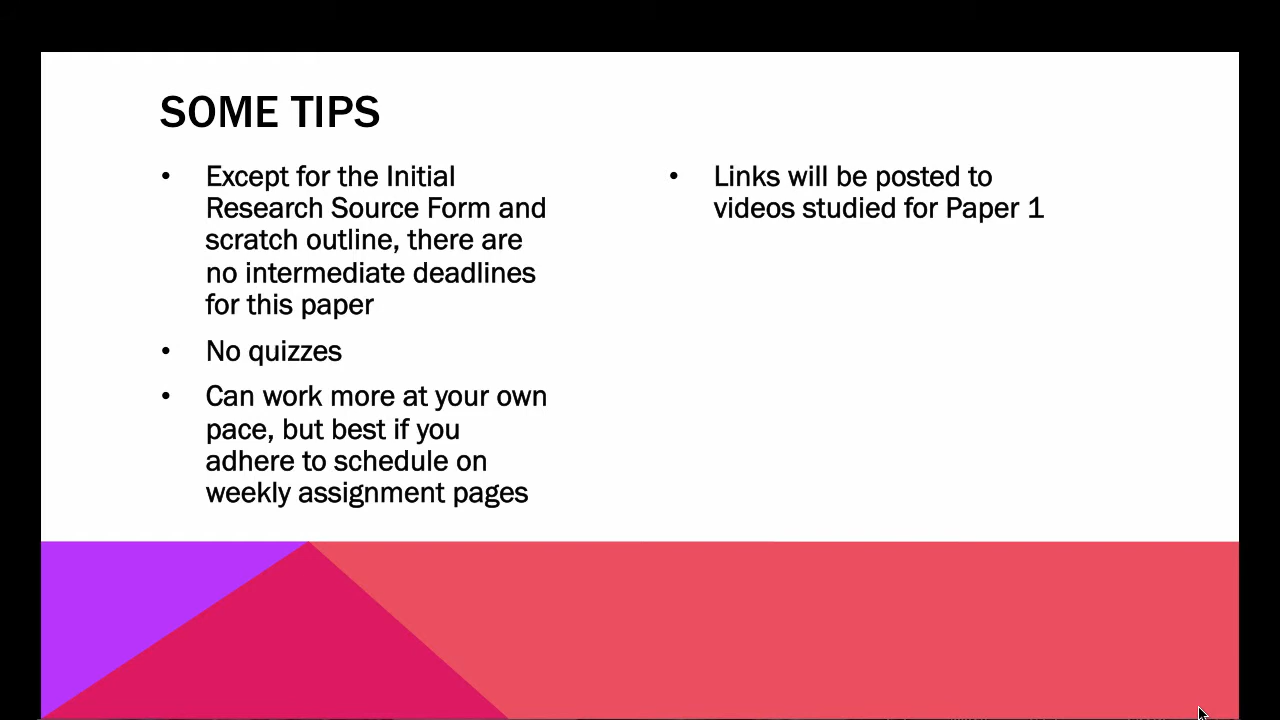 SOME TIPS
• Except for the Initial
Research Source Form and
scratch outline, there are
no intermediate deadlines
for this paper
• No quizzes
• Can work more at your own
pace, but best if you
adhere to schedule on
weekly assignment pages
• Links will be posted to
videos studied for Paper 1